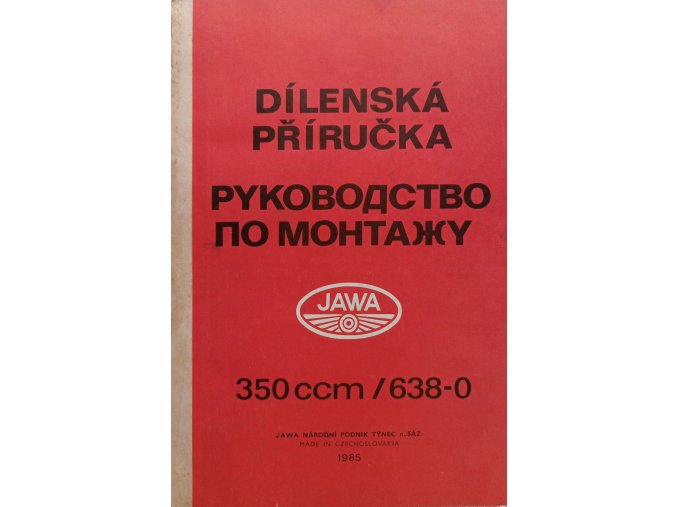 DÍLENSKÁ
PŘÍRUČKA
РУКОВОДСТВО
ПО МОНТАЖУ
JAWA
350 ccm / 638-0
JAWA NÁRODNÍ PODNIK TÝNEC n. SÁZ.
MADE IN CZECHOSLOVAKIA
1985